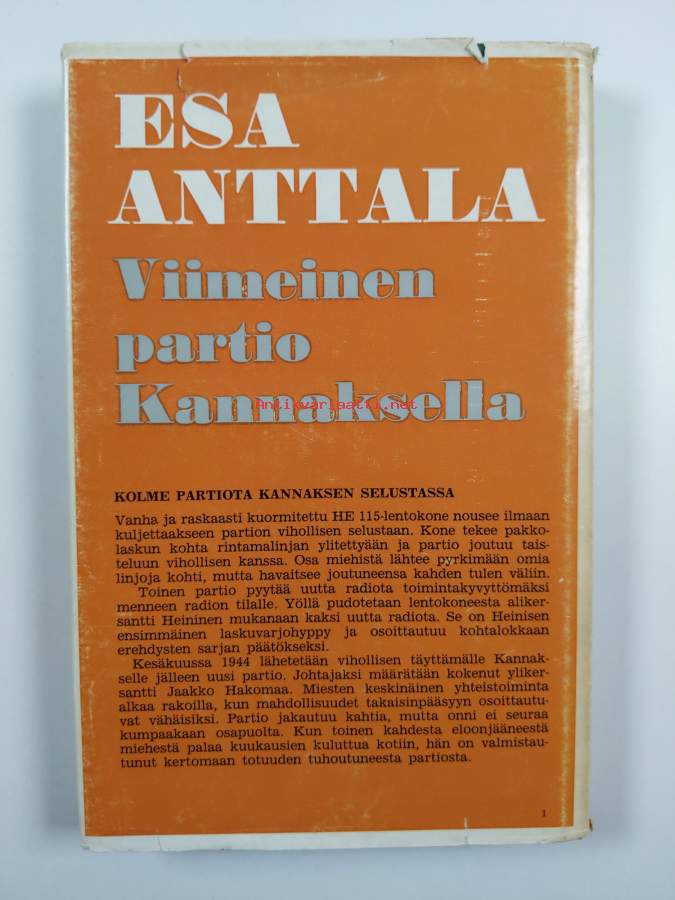 ESA
ANTTALA
Viimeinen
partio
Kannaksella
Antikvariaatti.net
KOLME PARTIOTA KANNAKSEN SELUSTASSA
Vanha ja raskaasti kuormitettu HE 115-lentokone nousee ilmaan
kuljettaakseen partion vihollisen selustaan. Kone tekee pakko-
laskun kohta rintamalinjan ylitettyään ja partio joutuu tais-
teluun vihollisen kanssa. Osa miehistä lähtee pyrkimään omia
linjoja kohti, mutta havaitsee joutuneensa kahden tulen väliin.
Toinen partio pyytää uutta radiota toimintakyvyttömäksi
menneen radion tilalle. Yöllä pudotetaan lentokoneesta aliker-
santti Heininen mukanaan kaksi uutta radiota. Se on Heinisen
ensimmäinen laskuvarjohyppy ja osoittautuu kohtalokkaan
erehdysten sarjan päätökseksi.
Kesäkuussa 1944 lähetetään vihollisen täyttämälle Kannak-
selle jälleen uusi partio. Johtajaksi määrätään kokenut yliker-
santti Jaakko Hakomaa. Miesten keskinäinen yhteistoiminta
alkaa rakoilla, kun mahdollisuudet takaisinpääsyyn osoittautu-
vat vähäisiksi. Partio jakautuu kahtia, mutta onni ei seuraa
kumpaakaan osapuolta. Kun toinen kahdesta eloonjääneestä
miehestä palaa kuukausien kuluttua kotiin, hän on valmistau-
tunut kertomaan totuuden tuhoutuneesta partiosta.
1